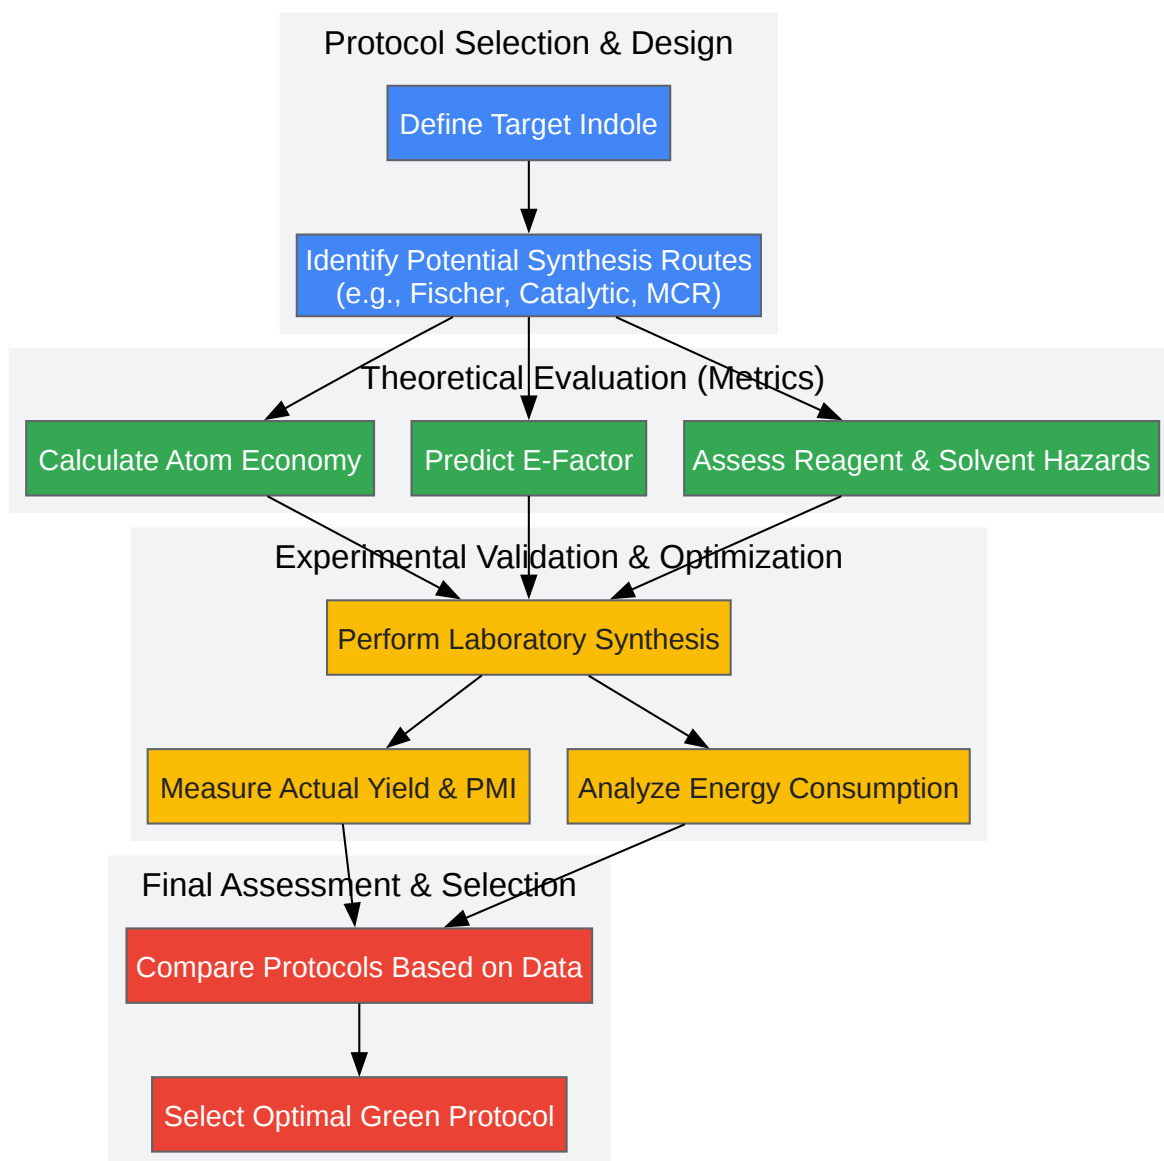 Protocol Selection & Design
Define Target Indole
Identify Potential Synthesis Routes
(e.g., Fischer, Catalytic, MCR)
Theoretical Evaluation (Metrics)
Calculate Atom Economy
Predict E-Factor
Assess Reagent & Solvent Hazards
Experimental Validation & Optimization
Perform Laboratory Synthesis
Measure Actual Yield & PMI
Analyze Energy Consumption
Final Assessment & Selection
Compare Protocols Based on Data
Select Optimal Green Protocol